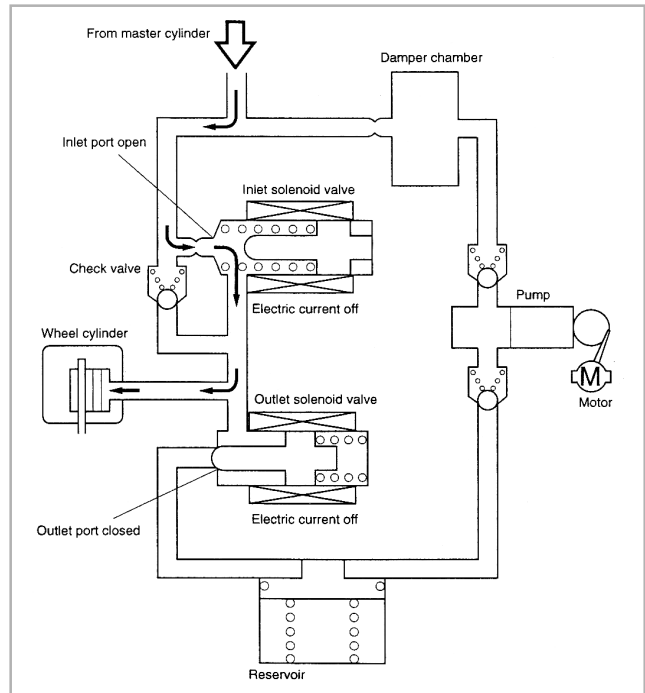 From master cylinder
Damper chamber
Inlet port open
Inlet solenoid valve
Check valve
Electric current off
Pump
Wheel cylinder
M
Motor
Outlet solenoid valve
Outlet port closed
Electric current off
Reservoir